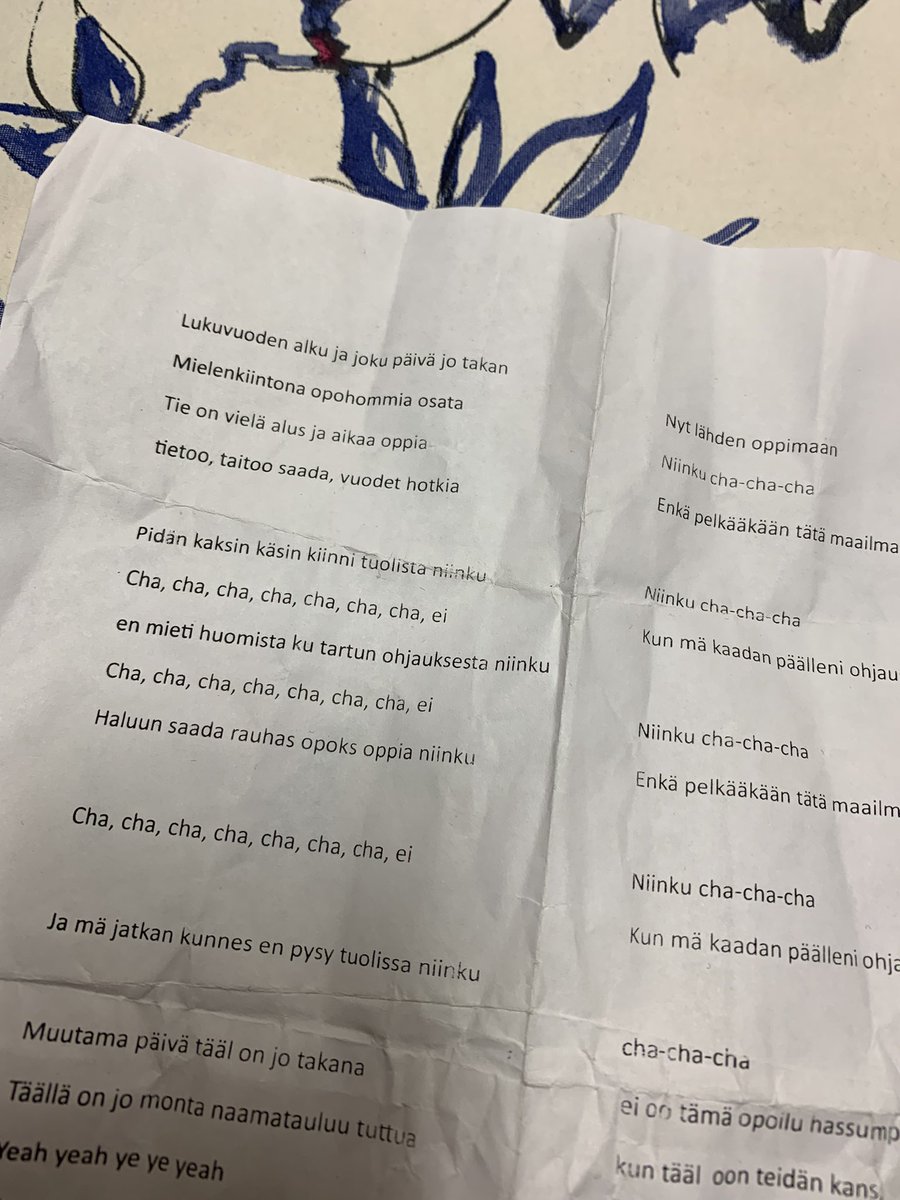 Lukuvuoden alku ja joku päivä jo takan
Mielenkiintona opohommia osata
Tie on vielä alus ja aikaa oppia
tietoo, taitoo saada, vuodet hotkia
Pidän kaksin käsin kiinni tuolista niinku
Cha, cha, cha, cha, cha, cha, cha, ei
en mieti huomista ku tartun ohjauksesta niinku
Cha, cha, cha, cha, cha, cha, cha, ei
Haluun saada rauhas opoks oppia niinku
Cha, cha, cha, cha, cha, cha, cha, ei
Ja mä jatkan kunnes en pysy tuolissa niinku
Muutama päivä tääl on jo takana
Täällä on jo monta naamatauluu tuttua
Yeah yeah ye ye yeah
Nyt lähden oppimaan
Niinku cha-cha-cha
Enkä pelkääkään tätä maailma
Niinku cha-cha-cha
Kun mä kaadan päälleni ohjau
Niinku cha-cha-cha
Enkä pelkääkään tätä maailm
Niinku cha-cha-cha
Kun mä kaadan päälleni ohja
cha-cha-cha
ei oo tämä opoilu hassump
kun tääl oon teidän kans